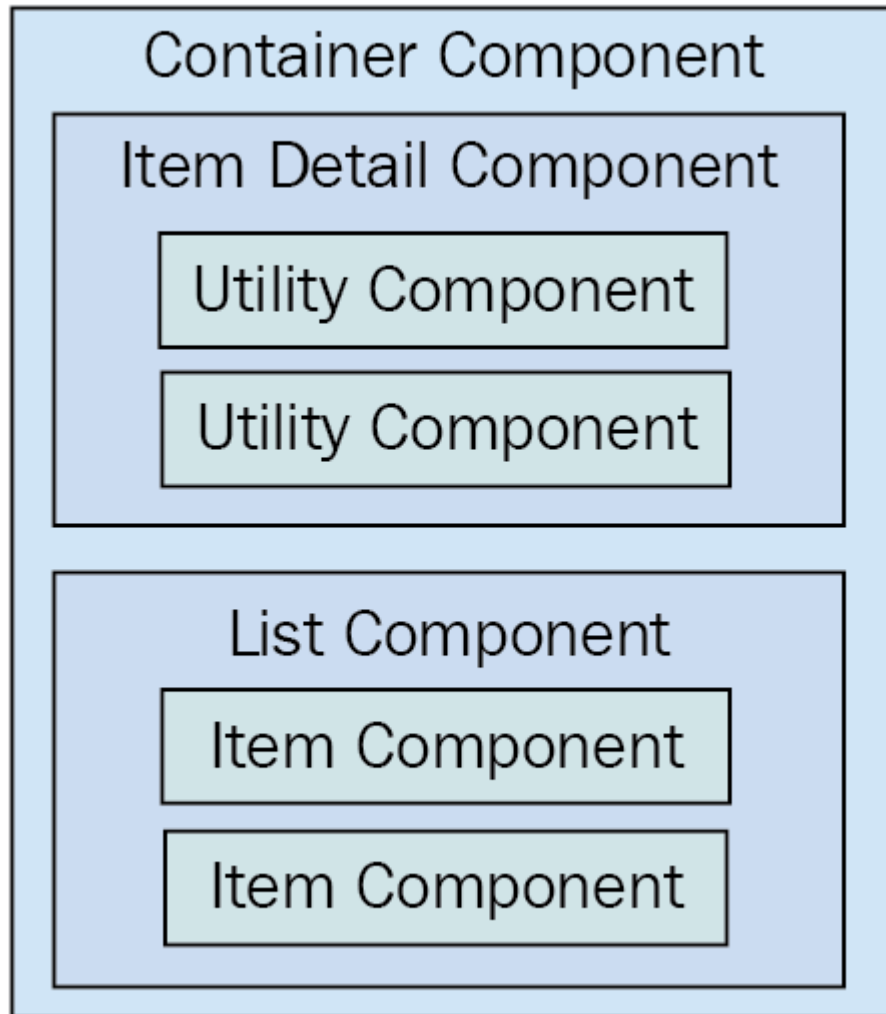 Container Component
Item Detail Component
Utility Component
Utility Component
List Component
Item Component
Item Component